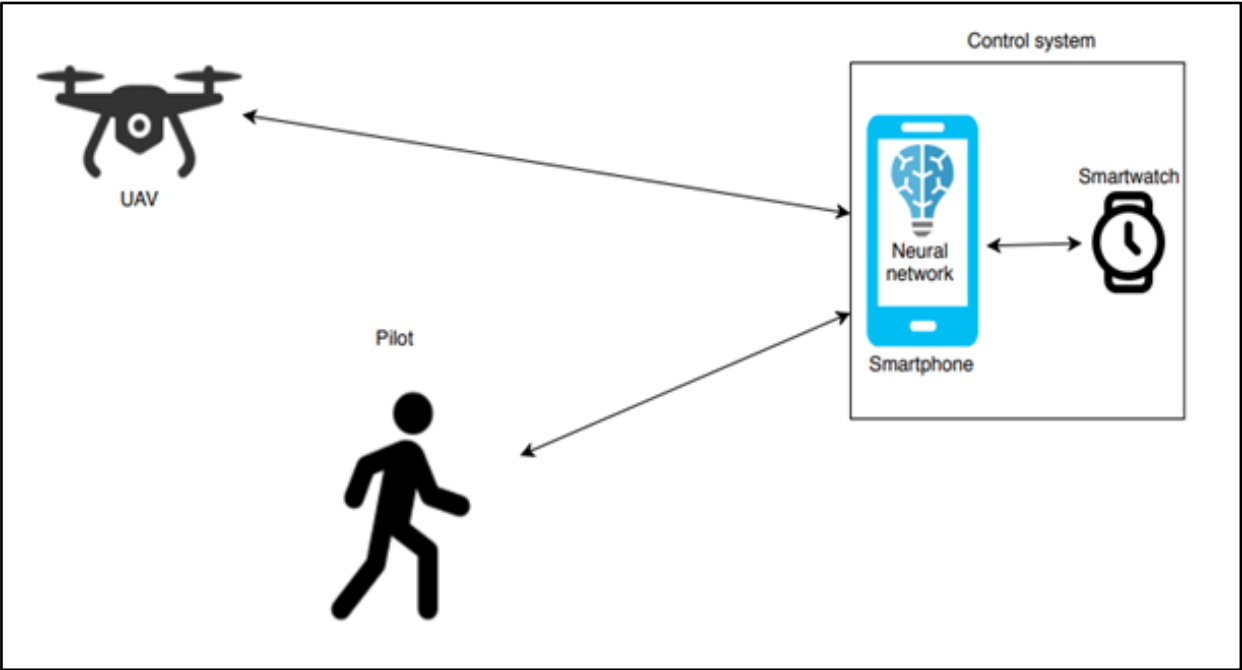 Control system
UAV
Smartwatch
Neural
network
Smartphone
Pilot